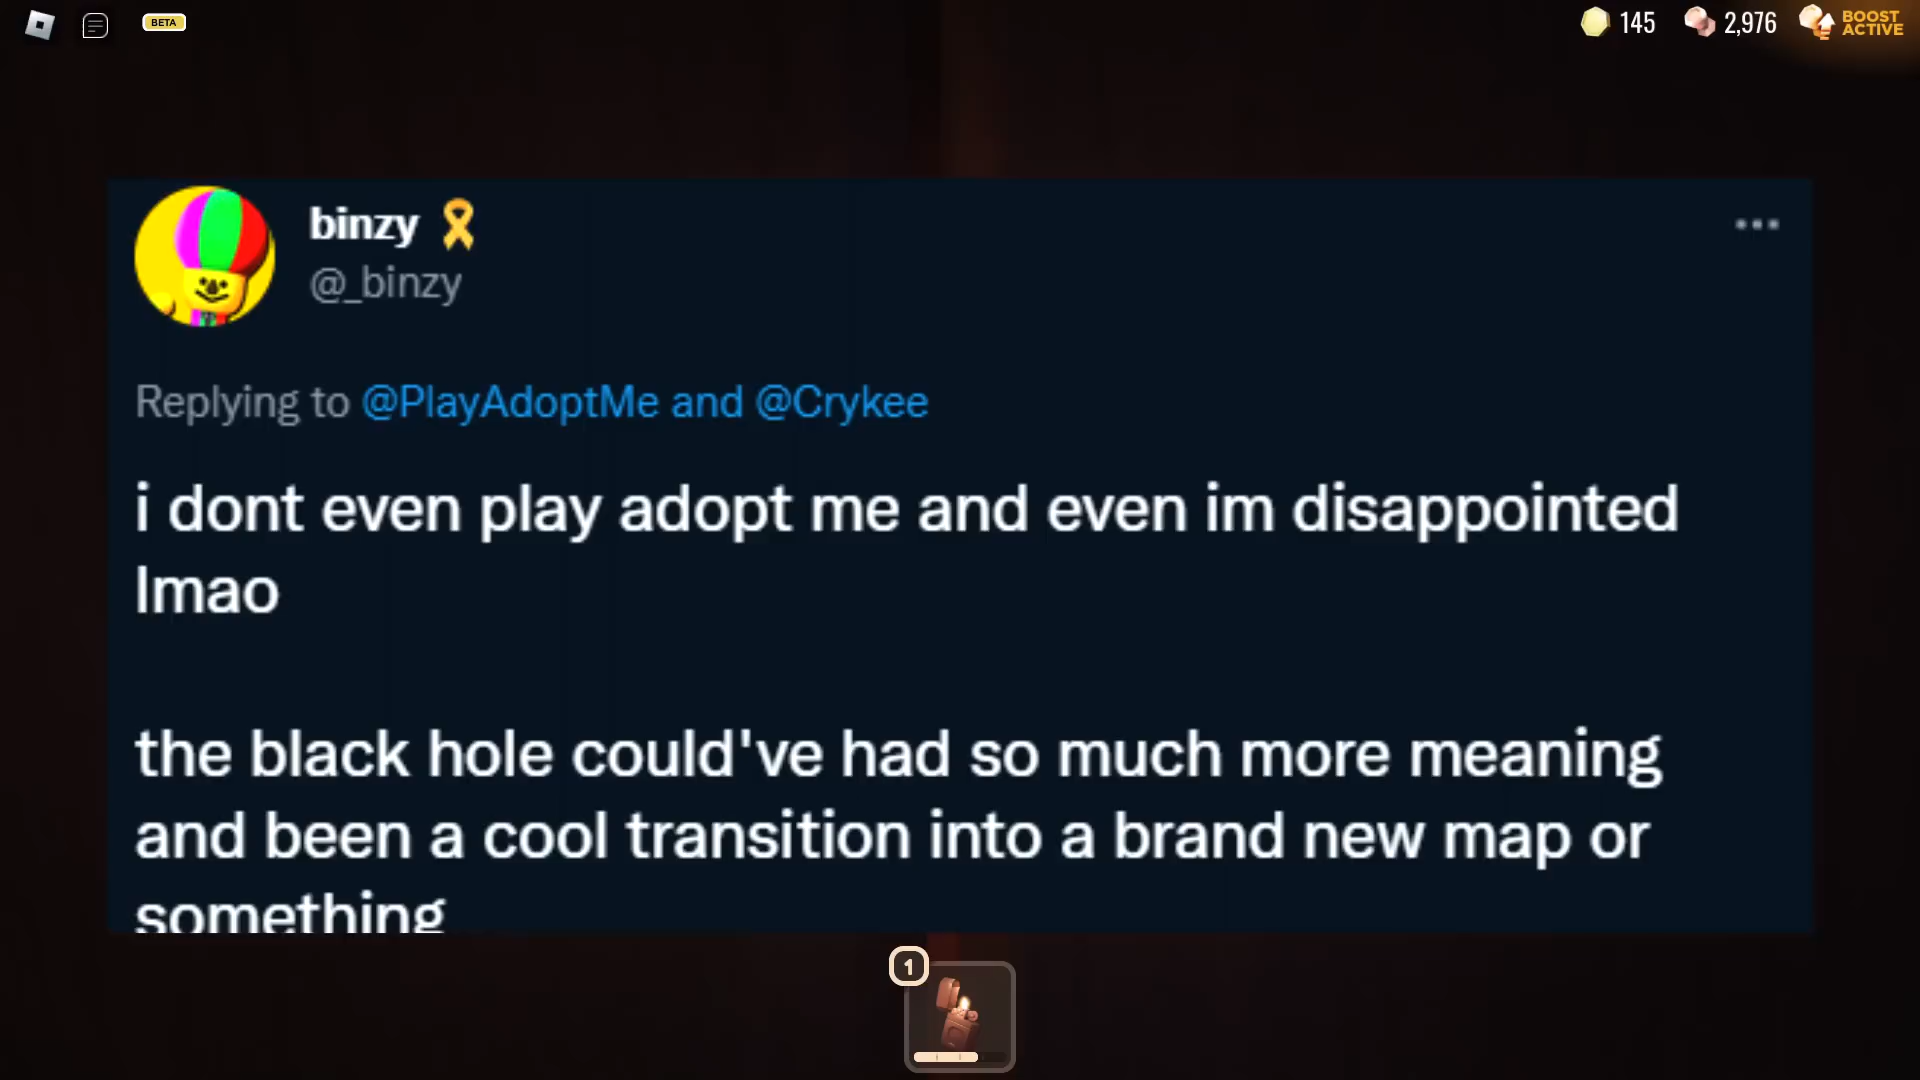 BETA
145
2,976
BOOST
ACTIVE
binzy 🎗
@_binzy
Replying to @PlayAdoptMe and @Crykee
i dont even play adopt me and even im disappointed
lmao
the black hole could've had so much more meaning
and been a cool transition into a brand new map or
something
1